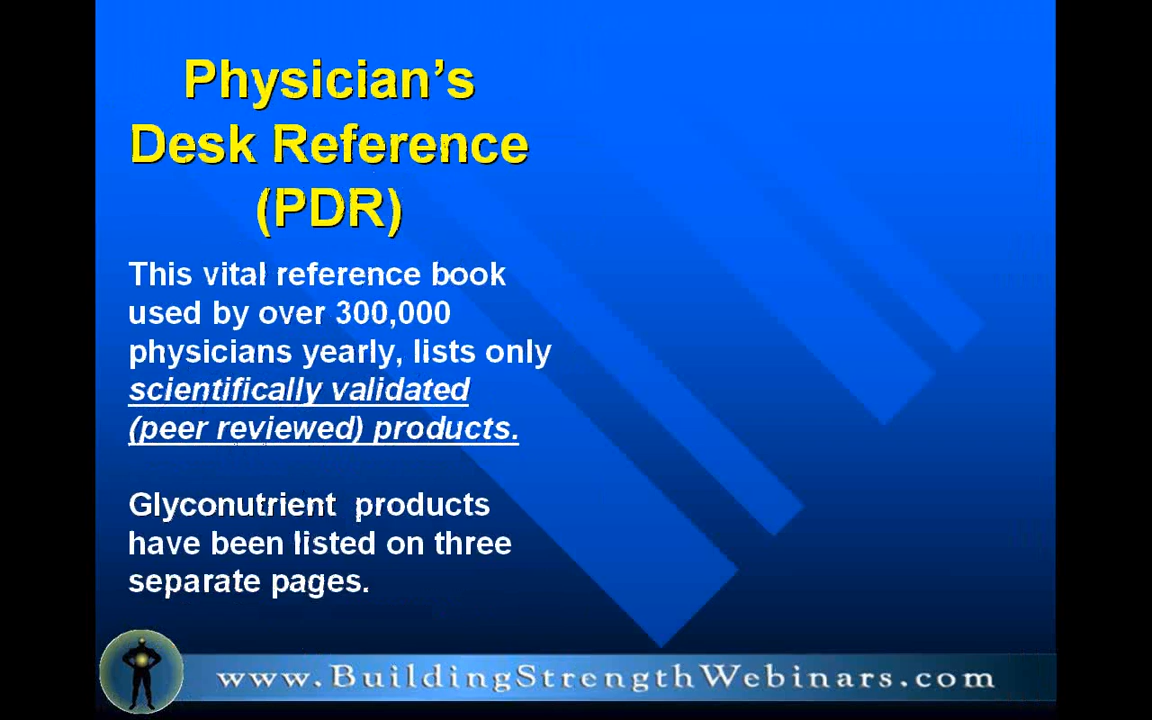 Physician’s
Desk Reference
(PDR)
This vital reference book
used by over 300,000
physicians yearly, lists only
scientifically validated
(peer reviewed) products.
Glyconutrient products
have been listed on three
separate pages.
www.BuildingStrengthWebinars.com